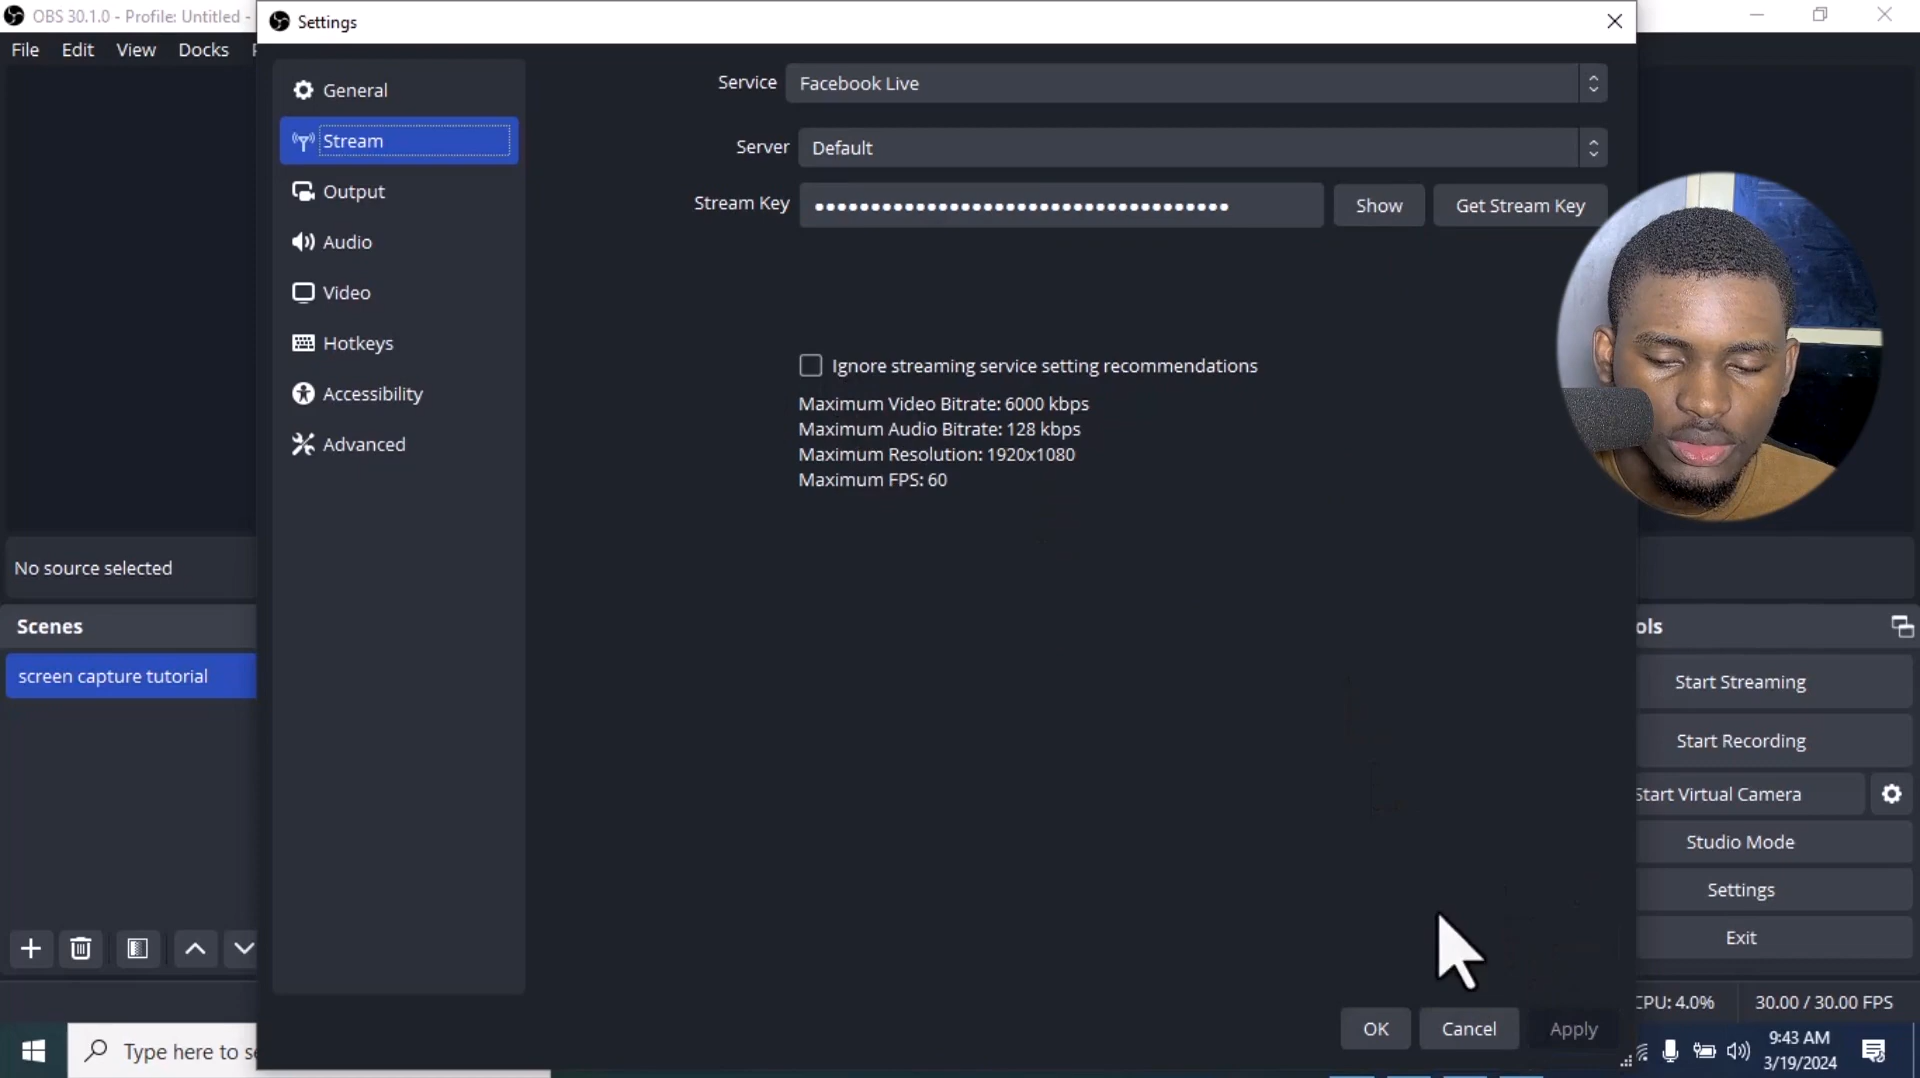 OBS 30.1.0 - Profile: Untitled -
Settings
File Edit View Docks
General
Stream
Output
Audio
Video
Hotkeys
Accessibility
Advanced
Service Facebook Live
Server Default
Stream Key ••••••••••••••••••••••••••••••••••••• Show Get Stream Key
Ignore streaming service setting recommendations
Maximum Video Bitrate: 6000 kbps
Maximum Audio Bitrate: 128 kbps
Maximum Resolution: 1920x1080
Maximum FPS: 60
No source selected
Scenes
screen capture tutorial
ols
Start Streaming
Start Recording
Start Virtual Camera
Studio Mode
Settings
Exit
CPU: 4.0% 30.00 / 30.00 FPS
OK Cancel Apply
Type here to se
9:43 AM
3/19/2024